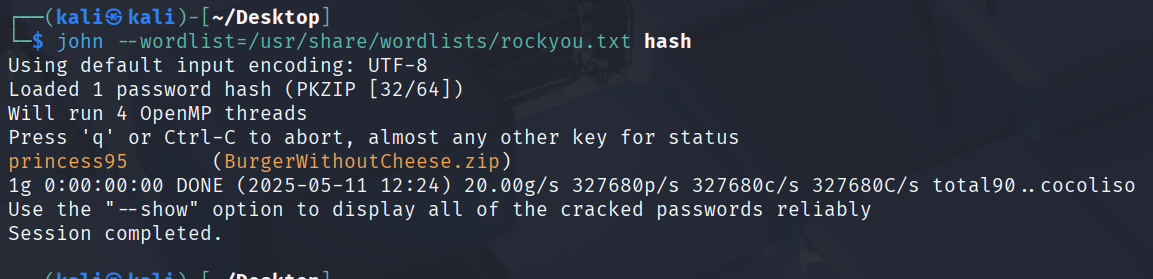 ┌──(kali㉿kali)-[~/Desktop]
└─$ john --wordlist=/usr/share/wordlists/rockyou.txt hash
Using default input encoding: UTF-8
Loaded 1 password hash (PKZIP [32/64])
Will run 4 OpenMP threads
Press 'q' or Ctrl-C to abort, almost any other key for status
princess95       (BurgerWithoutCheese.zip)
1g 0:00:00:00 DONE (2025-05-11 12:24) 20.00g/s 327680p/s 327680c/s 327680C/s total90..cocoliso
Use the "--show" option to display all of the cracked passwords reliably
Session completed.
┌──(kali㉿kali)-[~/Desktop]